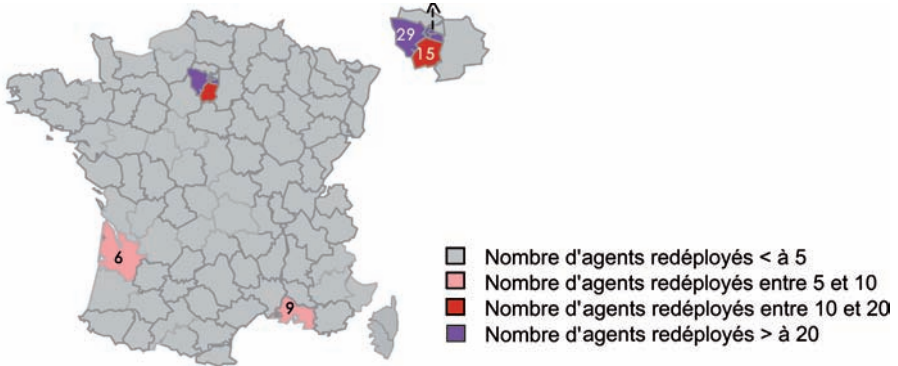 29
15
6
9
Nombre d'agents redéployés < à 5
Nombre d'agents redéployés entre 5 et 10
Nombre d'agents redéployés entre 10 et 20
Nombre d'agents redéployés > à 20